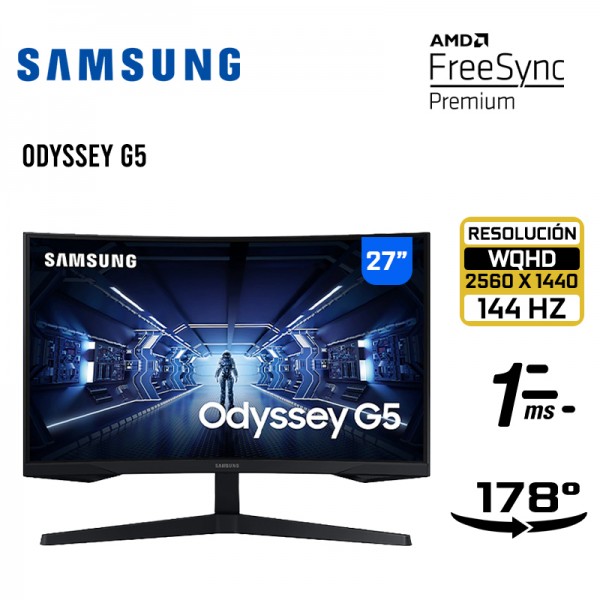 SAMSUNG
AMD
FreeSync
Premium
ODYSSEY G5
SAMSUNG
27”
Odyssey G5
SAMSUNG
RESOLUCIÓN
WQHD
2560 X 1440
144 HZ
1 ms
178º